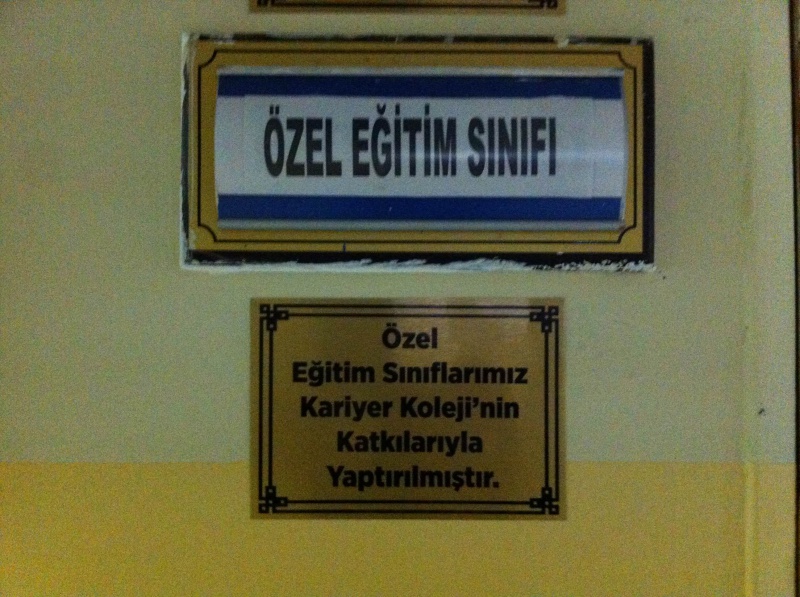 ÖZEL EĞİTİM SINIFI
Özel
Eğitim Sınıflarımız
Kariyer Koleji'nin
Katkılarıyla
Yaptırılmıştır.